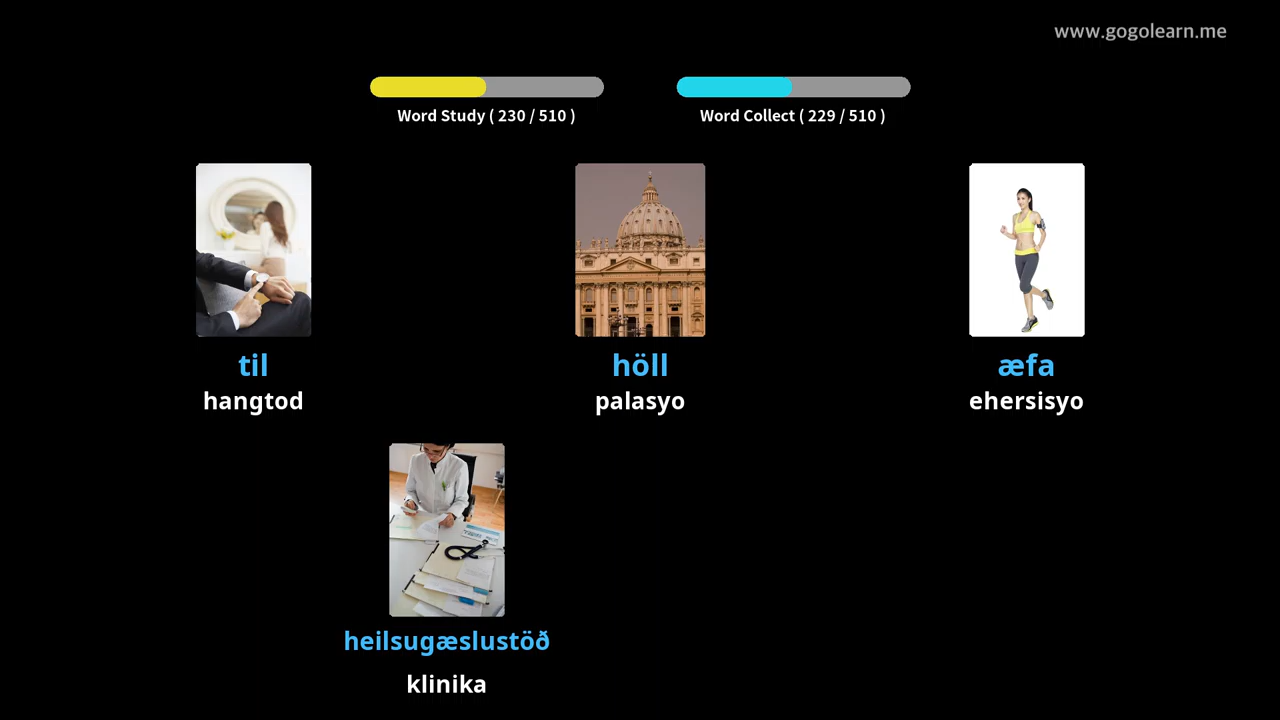 www.gogolearn.me
Word Study ( 230 / 510 )
Word Collect ( 229 / 510 )
til
hangtod
höll
palasyo
æfa
ehersisyo
heilsugæslustöð
klinika